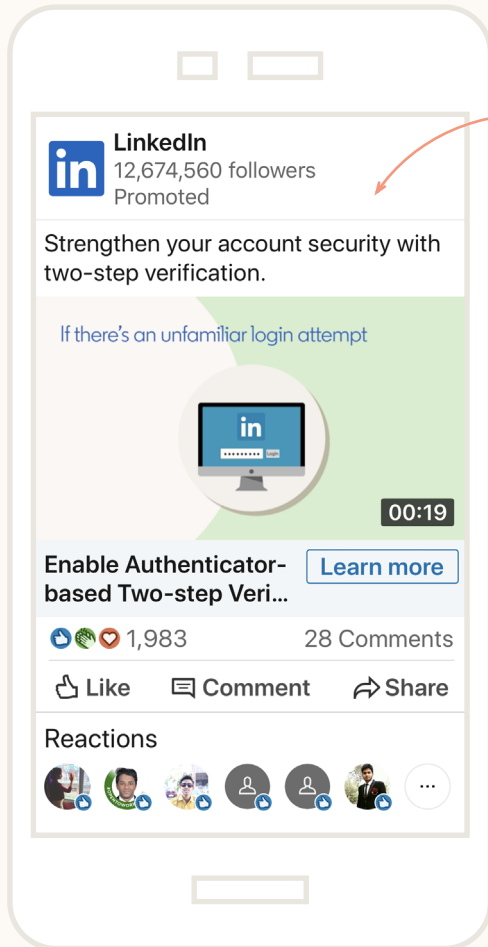 in
LinkedIn
12,674,560 followers
Promoted
Strengthen your account security with
two-step verification.
If there's an unfamiliar login attempt
in
Login
00:19
Enable Authenticator-
based Two-step Veri...
Learn more
1,983
28 Comments
Like
Comment
Share
Reactions